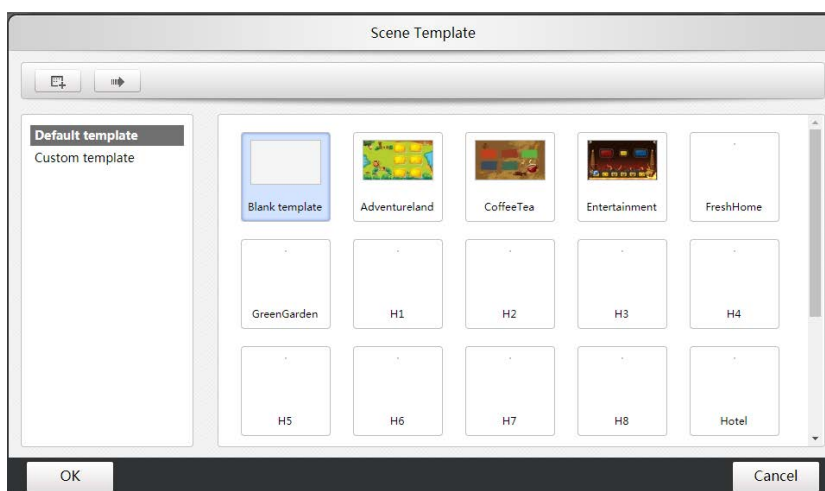 Scene Template
Default template
Custom template
Blank template
Adventureland
CoffeeTea
Entertainment
FreshHome
GreenGarden
H1
H2
H3
H4
H5
H6
H7
H8
Hotel
OK
Cancel